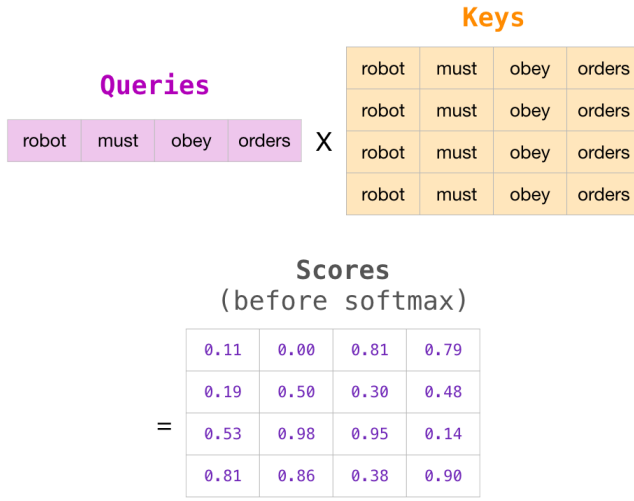 Keys
Queries
robot must obey orders
robot must obey orders
robot must obey orders
robot must obey orders
robot must obey orders
X
Scores
(before softmax)
0.11 0.00 0.81 0.79
0.19 0.50 0.30 0.48
0.53 0.98 0.95 0.14
0.81 0.86 0.38 0.90
=